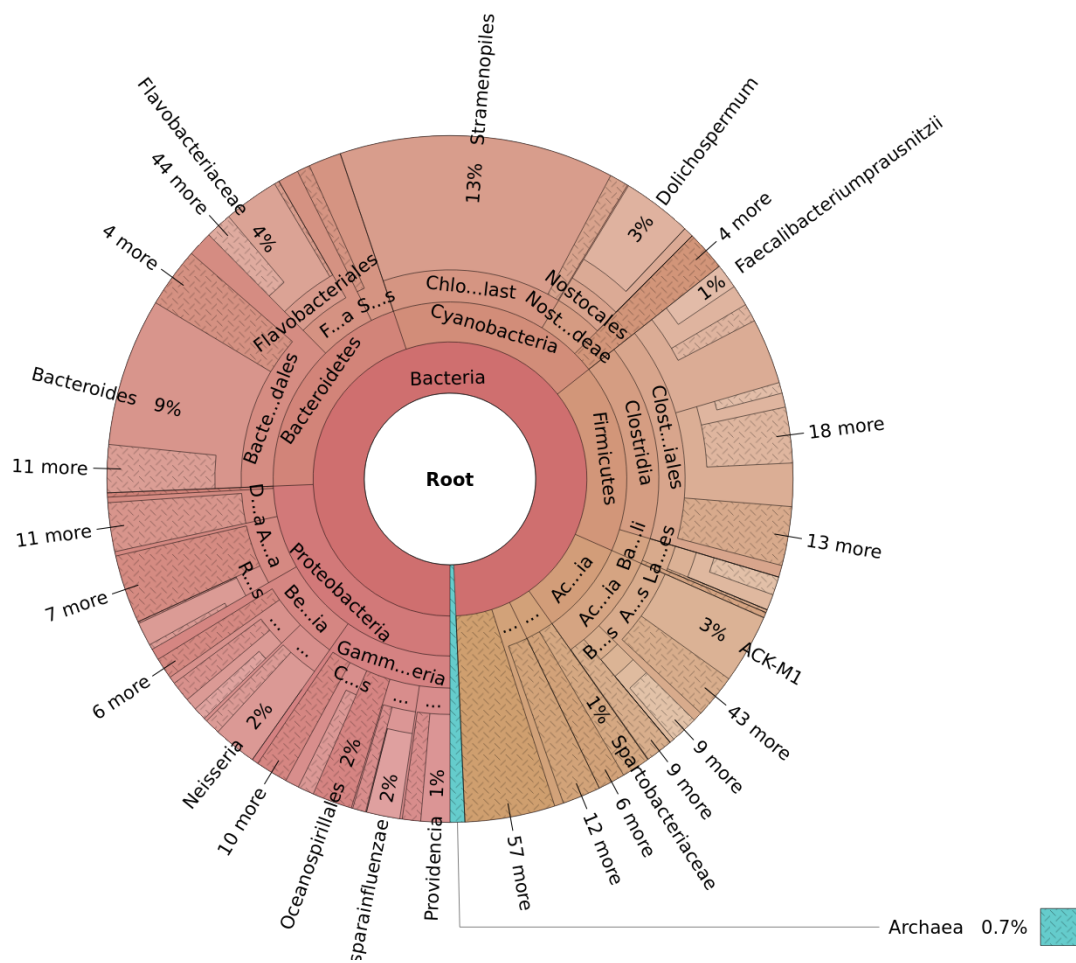 Root
Bacteria
Cyanobacteria
Chlo...last
Stramenopiles
13%
Nost...deae
Nostocales
Dolichospermum
3%
4 more
Firmicutes
Clostridia
Clost...iales
Faecalibacteriumprausnitzii
1%
18 more
13 more
Ba...li
La...es
Ac...ia
Ac...ia
A...s
B...s
3%
ACK-M1
43 more
9 more
9 more
Spartobacteriaceae
1%
6 more
12 more
...
...
57 more
Archaea 0.7%
Proteobacteria
Gamm...eria
...
...
C...s
Providencia
1%
sparainfluenzae
2%
Oceanospirillales
2%
10 more
Be...ia
...
...
Neisseria
2%
6 more
A...a
R...s
7 more
11 more
D...a
Bacteroidetes
Bacte...dales
11 more
Bacteroides 9%
4 more
F...a
Flavobacteriales
44 more
Flavobacteriaceae
4%
S...s